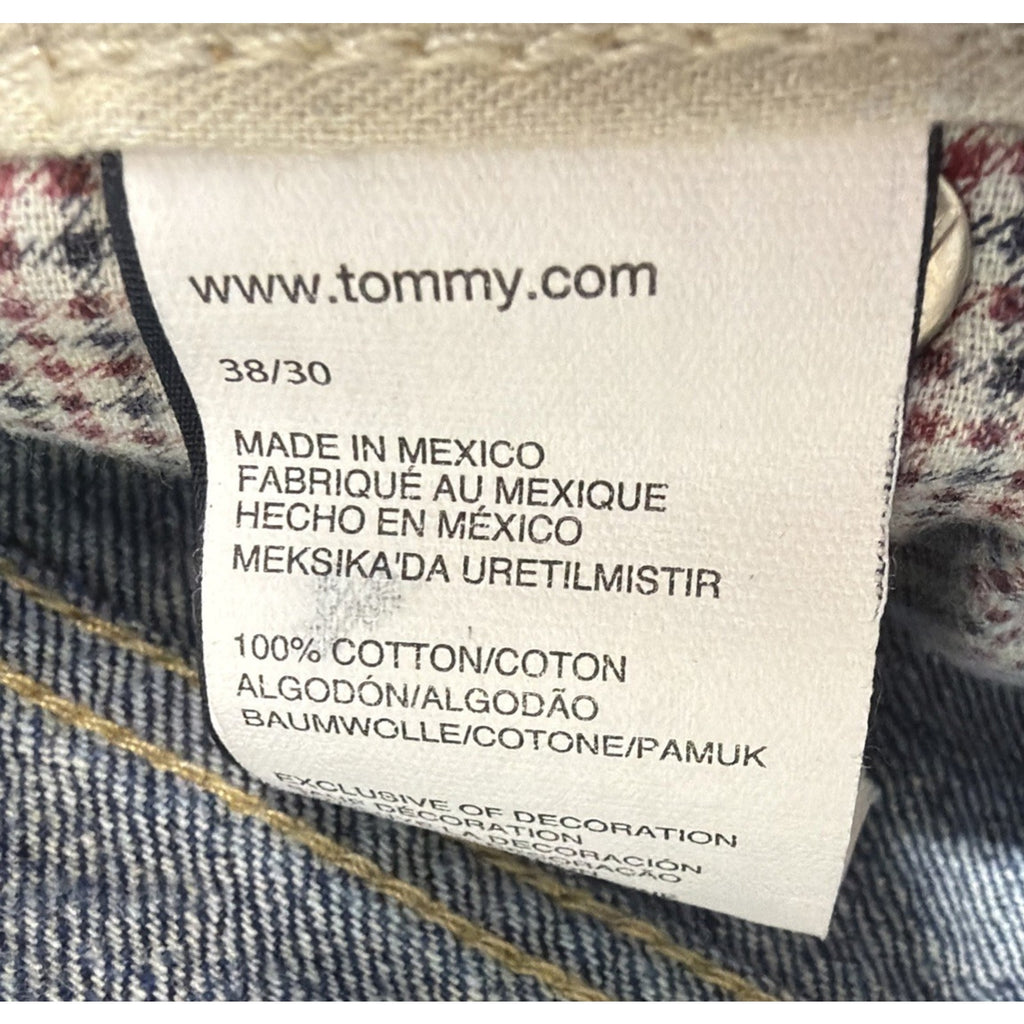 www.tommy.com
38/30
MADE IN MEXICO
FABRIQUÉ AU MEXIQUE
HECHO EN MÉXICO
MEKSIKA'DA URETILMISTIR
100% COTTON/COTON
ALGODÓN/ALGODÃO
BAUMWOLLE/COTONE/PAMUK
EXCLUSIVE OF DECORATION
DÉCORATION
LA DECORACIÓN